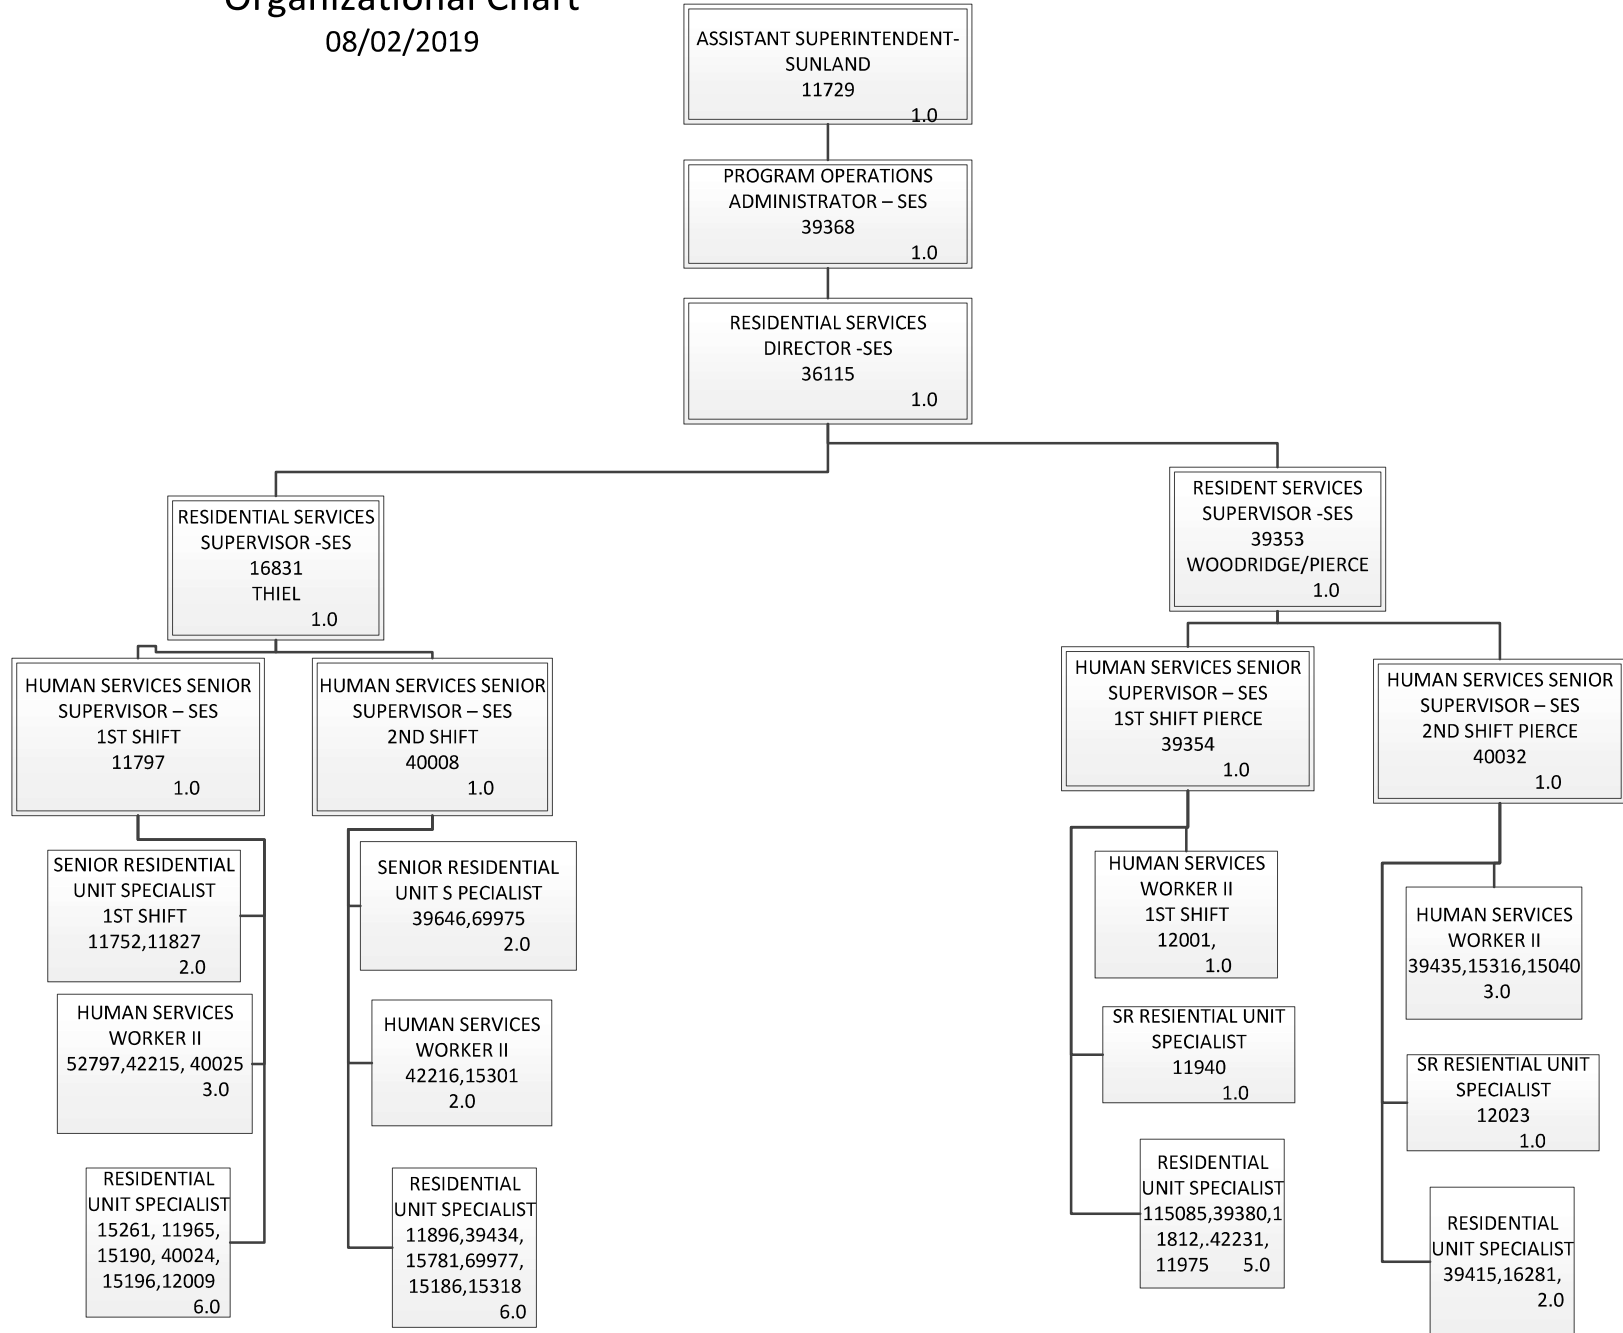 Organizational Chart
08/02/2019
ASSISTANT SUPERINTENDENT-
SUNLAND
11729
1.0
PROGRAM OPERATIONS
ADMINISTRATOR – SES
39368
1.0
RESIDENTIAL SERVICES
DIRECTOR -SES
36115
1.0
RESIDENTIAL SERVICES
SUPERVISOR -SES
16831
THIEL
1.0
RESIDENT SERVICES
SUPERVISOR -SES
39353
WOODRIDGE/PIERCE
1.0
HUMAN SERVICES SENIOR
SUPERVISOR – SES
1ST SHIFT
11797
1.0
HUMAN SERVICES SENIOR
SUPERVISOR – SES
2ND SHIFT
40008
1.0
HUMAN SERVICES SENIOR
SUPERVISOR – SES
1ST SHIFT PIERCE
39354
1.0
HUMAN SERVICES SENIOR
SUPERVISOR – SES
2ND SHIFT PIERCE
40032
1.0
SENIOR RESIDENTIAL
UNIT SPECIALIST
1ST SHIFT
11752,11827
2.0
HUMAN SERVICES
WORKER II
52797,42215, 40025
3.0
RESIDENTIAL
UNIT SPECIALIST
15261, 11965,
15190, 40024,
15196,12009
6.0
SENIOR RESIDENTIAL
UNIT S PECIALIST
39646,69975
2.0
HUMAN SERVICES
WORKER II
42216,15301
2.0
RESIDENTIAL
UNIT SPECIALIST
11896,39434,
15781,69977,
15186,15318
6.0
HUMAN SERVICES
WORKER II
1ST SHIFT
12001,
1.0
SR RESIENTIAL UNIT
SPECIALIST
11940
1.0
RESIDENTIAL
UNIT SPECIALIST
115085,39380,1
1812,.42231,
11975 5.0
HUMAN SERVICES
WORKER II
39435,15316,15040
3.0
SR RESIENTIAL UNIT
SPECIALIST
12023
1.0
RESIDENTIAL
UNIT SPECIALIST
39415,16281,
2.0